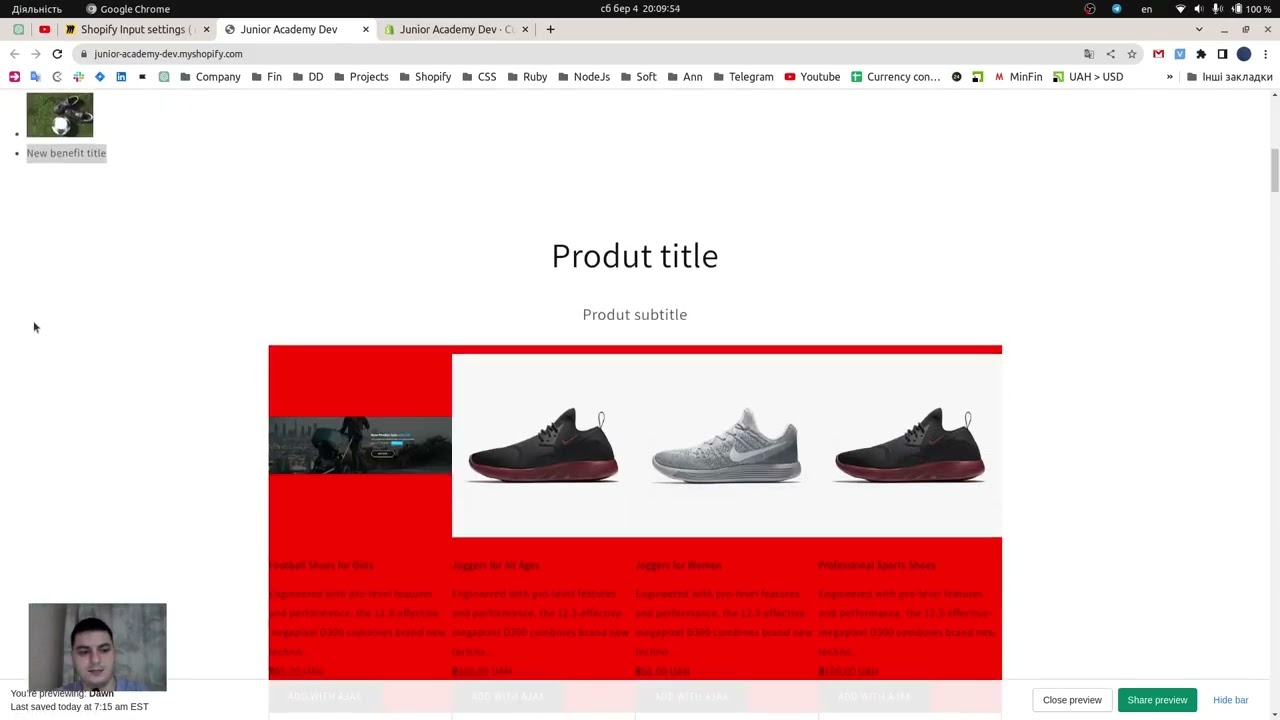 Діяльність
Google Chrome
сб бер 4 20:09:54
en
100 %
Shopify Input settings (
Junior Academy Dev
Junior Academy Dev · C
junior-academy-dev.myshopify.com
Company
Fin
DD
Projects
Shopify
CSS
Ruby
NodeJs
Soft
Ann
Telegram
Youtube
Currency con...
MinFin
UAH > USD
»
Інші закладки
New benefit title
Produt title
Produt subtitle
Football Shoes for Girls
Joggers for All Ages
Joggers for Women
Professional Sports Shoes
Engineered with pro-level features
and performance, the 12.3-effective-
megapixel D300 combines brand new
techno...
Engineered with pro-level features
and performance, the 12.3-effective-
megapixel D300 combines brand new
techno...
Engineered with pro-level features
and performance, the 12.3-effective-
megapixel D300 combines brand new
techno...
Engineered with pro-level features
and performance, the 12.3-effective-
megapixel D300 combines brand new
techno...
ADD WITH AJAX
ADD WITH AJAX
ADD WITH AJAX
ADD WITH AJAX
You're previewing: Dawn
Last saved today at 7:15 am EST
Close preview
Share preview
Hide bar